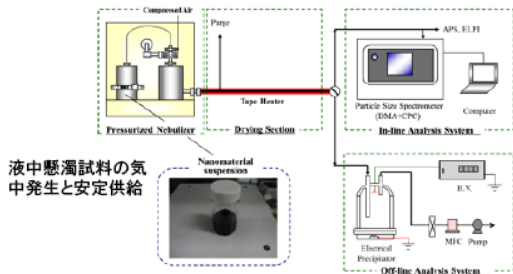 Compressed Air
Purge
APS, ELPI
Tape Heater
Particle Size Spectrometer
(DMA+CPC)
Computer
Pressurized Nebulizer
Drying Section
In-line Analysis System
液中懸濁試料の気
中発生と安定供給
Nanomaterial
suspension
H.V.
Electrical
Precipitator
MFC
Pump
Off-line Analysis System